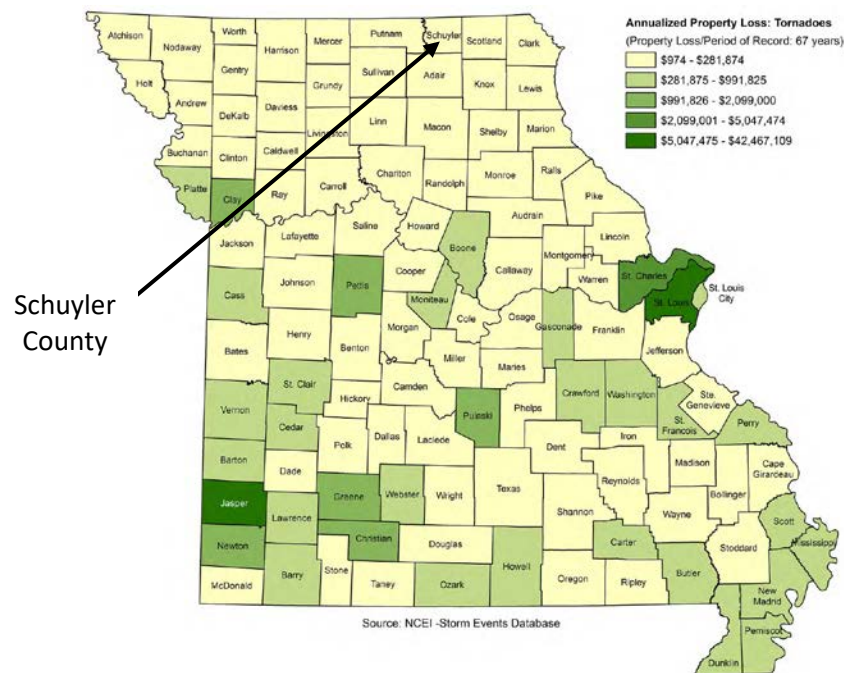 Annualized Property Loss: Tornadoes
(Property Loss/Period of Record: 67 years)
$974 - $281,874
$281,875 - $991,825
$991,826 - $2,099,000
$2,099,001 - $5,047,474
$5,047,475 - $42,467,109
Atchison
Nodaway
Worth
Harrison
Mercer
Putnam
Schuyler
Scotland
Clark
Holt
Gentry
Sullivan
Adair
Knox
Lewis
Andrew
DeKalb
Daviess
Grundy
Linn
Macon
Shelby
Marion
Buchanan
Clinton
Caldwell
Livingston
Chariton
Randolph
Monroe
Ralls
Pike
Platte
Clay
Ray
Carroll
Saline
Howard
Boone
Audrain
Lincoln
Jackson
Lafayette
Cooper
Callaway
Montgomery
Warren
St. Charles
St. Louis
St. Louis
City
Cass
Johnson
Pettis
Moniteau
Cole
Osage
Gasconade
Franklin
Jefferson
Schuyler
County
Bates
Henry
Benton
Morgan
Miller
Maries
Crawford
Washington
Ste.
Genevieve
St. Clair
Hickory
Camden
Pulaski
Phelps
St.
Francois
Perry
Vernon
Cedar
Polk
Dallas
Laclede
Dent
Iron
Madison
Cape
Girardeau
Barton
Dade
Greene
Webster
Wright
Texas
Reynolds
Bollinger
Jasper
Lawrence
Christian
Douglas
Shannon
Wayne
Scott
Newton
Carter
Stoddard
Mississippi
McDonald
Barry
Stone
Taney
Ozark
Howell
Oregon
Ripley
Butler
New
Madrid
Pemiscot
Dunklin
Source: NCEI -Storm Events Database